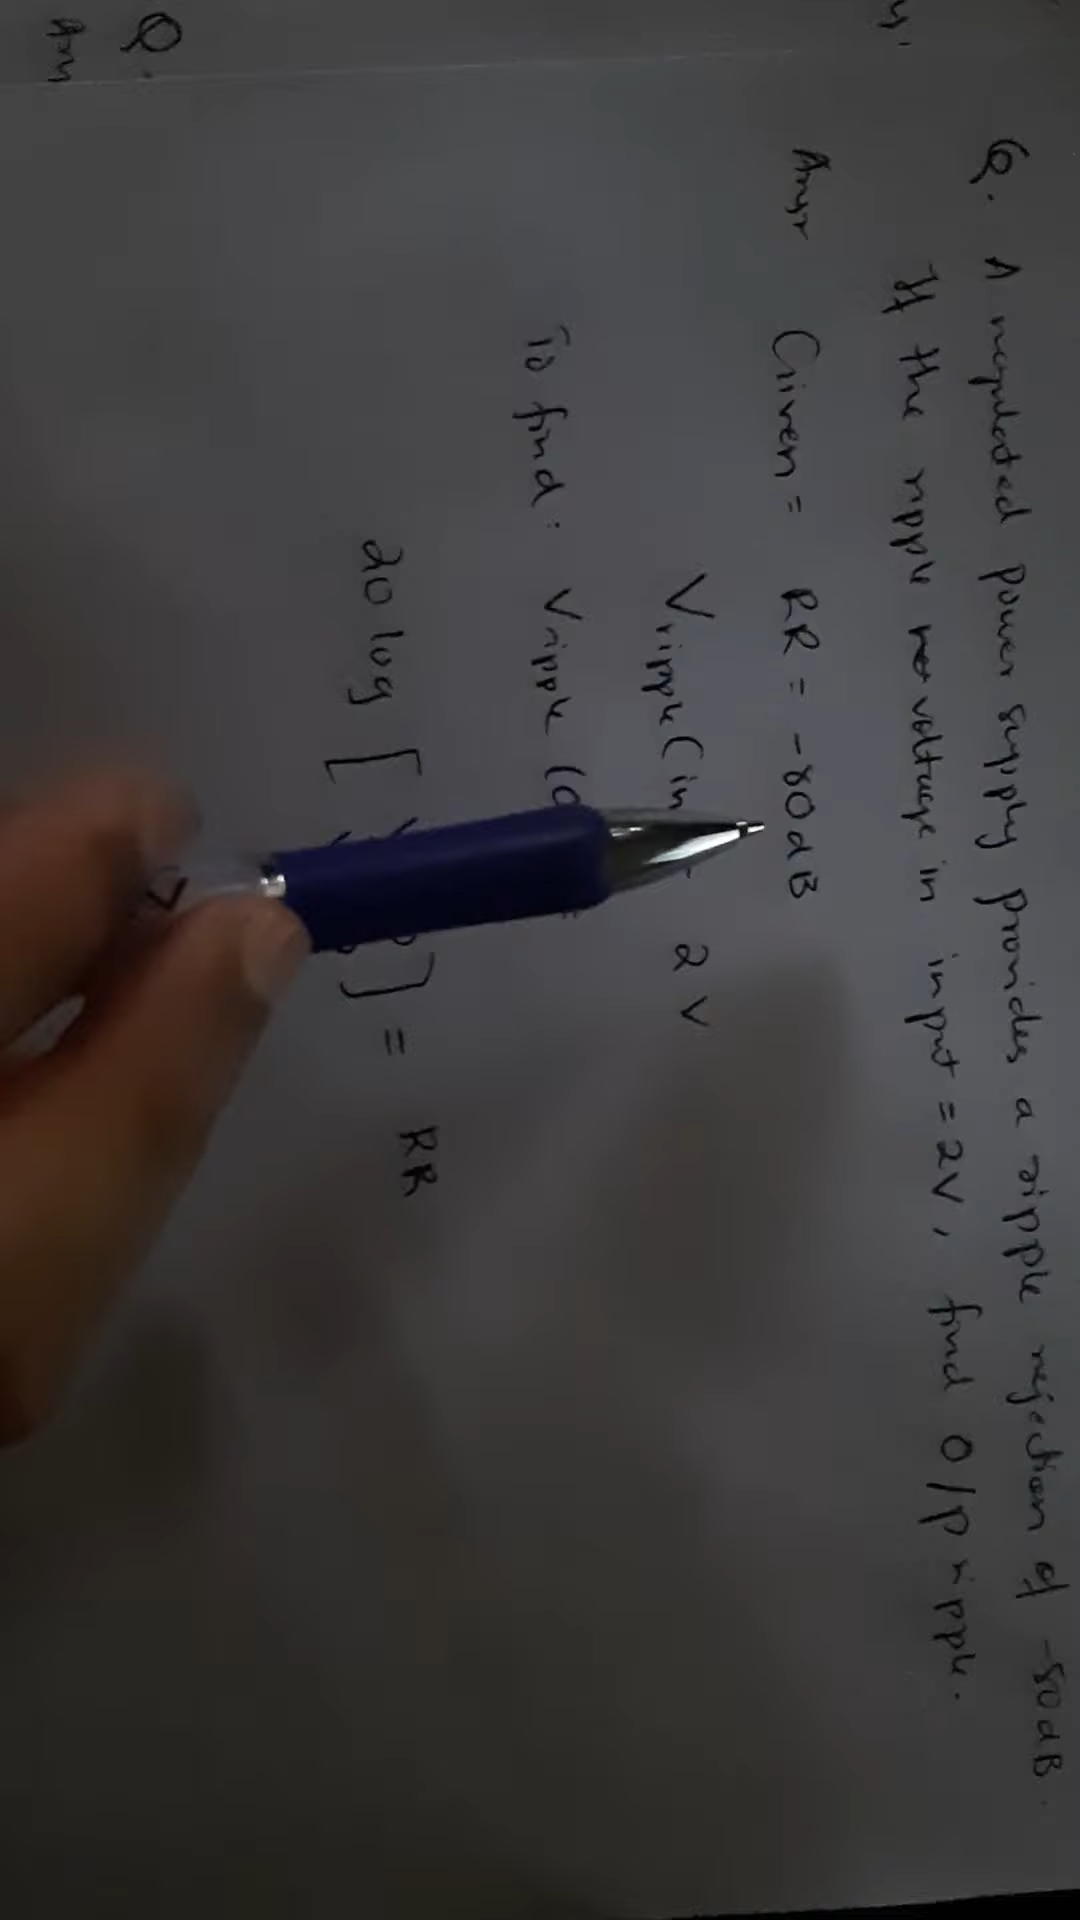 Q. A regulated power supply provides a ripple rejection of -80dB.
If the ripple voltage in input = 2V, find O/P ripple.
Ans Given = RR = -80dB
Vripple (in 2V
To find: Vripple (o
20 log [ ] = RR
Q.
Ans